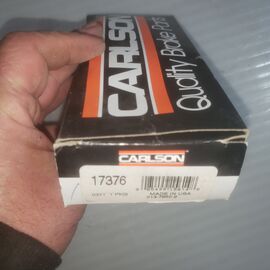 CARLSON
Quality Brake Parts
CARLSON
17376
MADE IN USA